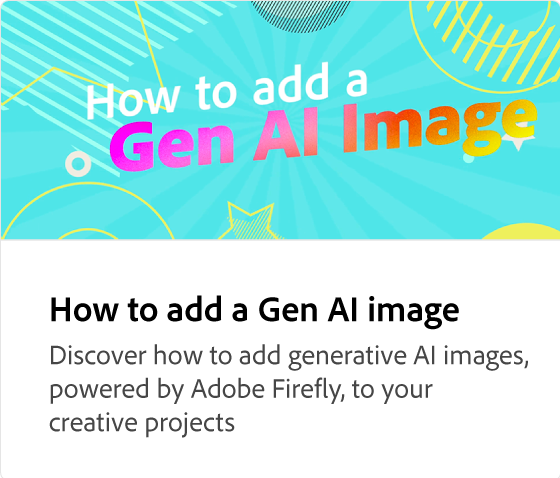 How to add a
Gen AI Image
How to add a Gen AI image
Discover how to add generative AI images,
powered by Adobe Firefly, to your
creative projects